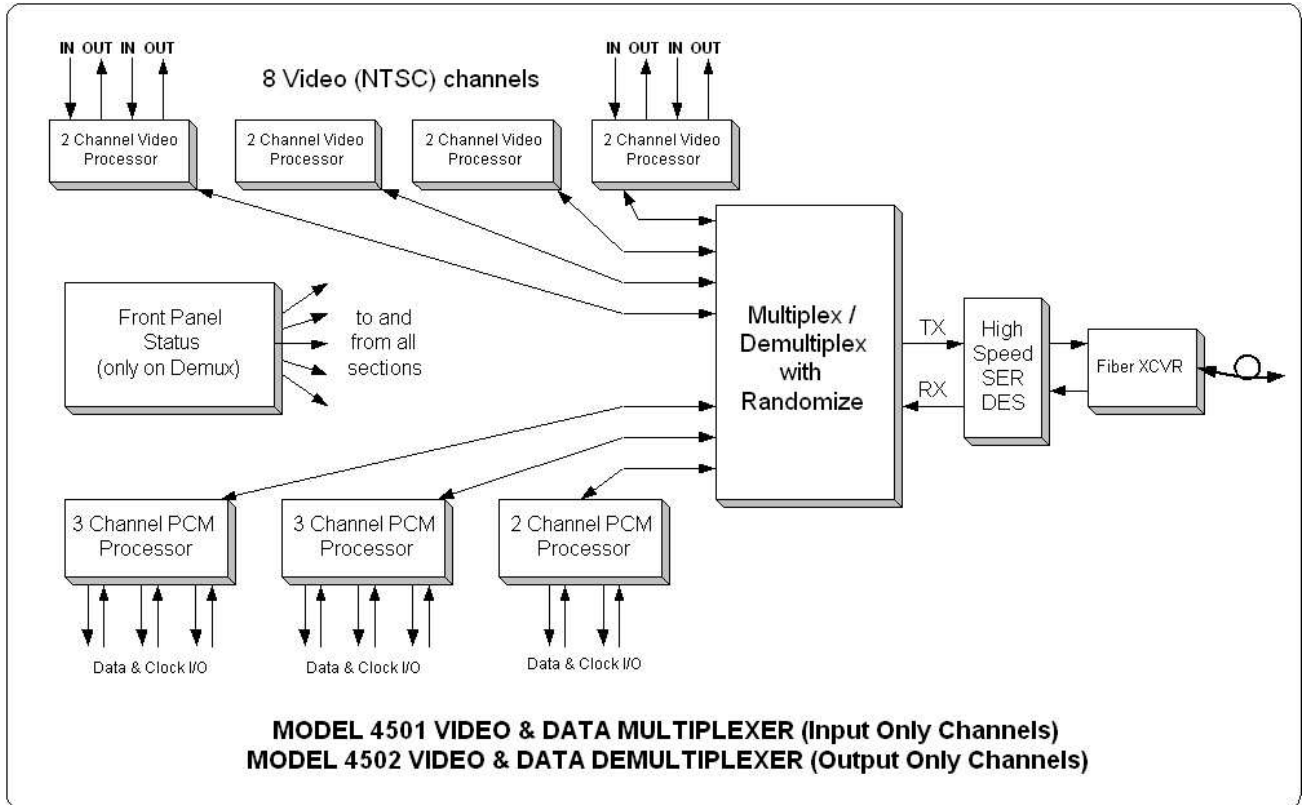 IN OUT IN OUT
IN OUT IN OUT
8 Video (NTSC) channels
2 Channel Video
Processor
2 Channel Video
Processor
2 Channel Video
Processor
2 Channel Video
Processor
Front Panel
Status
(only on Demux)
to and
from all
sections
Multiplex /
Demultiplex
with
Randomize
TX
RX
High
Speed
SER
DES
Fiber XCVR
3 Channel PCM
Processor
3 Channel PCM
Processor
2 Channel PCM
Processor
Data & Clock I/O
Data & Clock I/O
Data & Clock I/O
MODEL 4501 VIDEO & DATA MULTIPLEXER (Input Only Channels)
MODEL 4502 VIDEO & DATA DEMULTIPLEXER (Output Only Channels)